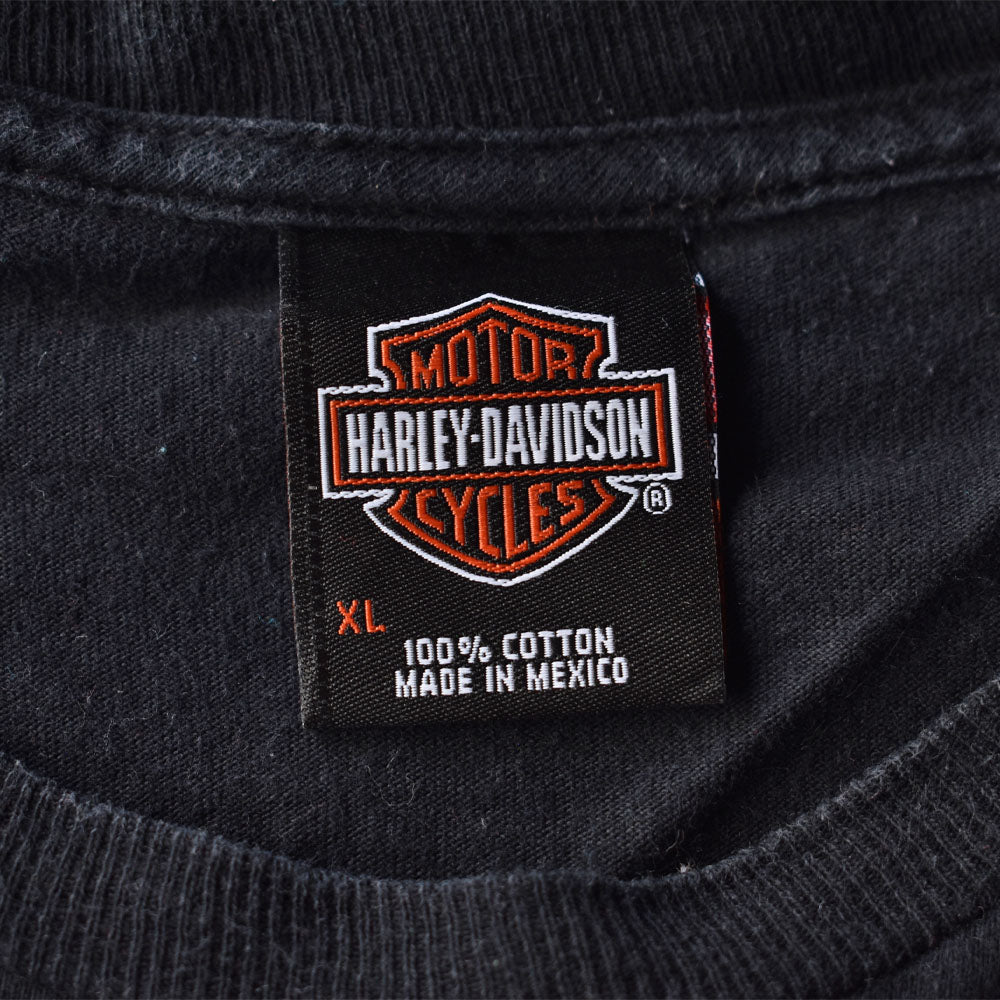 MOTOR
HARLEY-DAVIDSON
CYCLES
®
XL
100% COTTON
MADE IN MEXICO